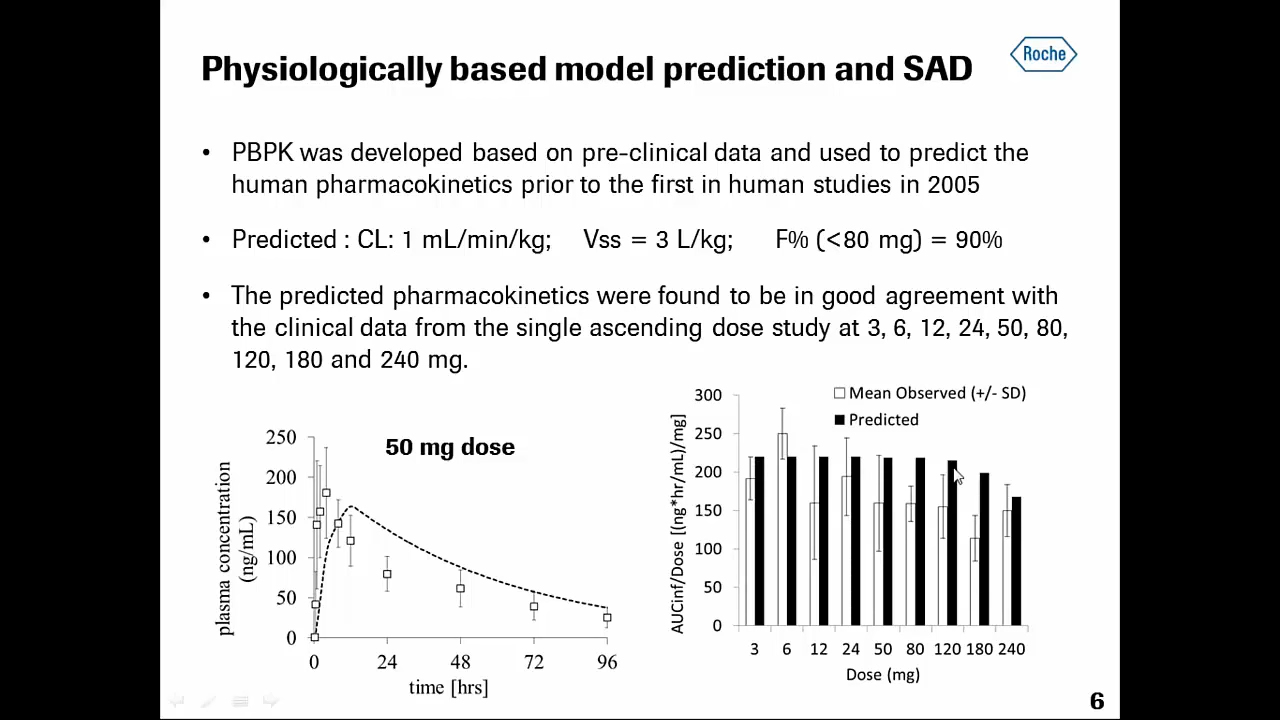 Physiologically based model prediction and SAD
Roche
• PBPK was developed based on pre-clinical data and used to predict the
human pharmacokinetics prior to the first in human studies in 2005
• Predicted : CL: 1 mL/min/kg; Vss = 3 L/kg; F% (<80 mg) = 90%
• The predicted pharmacokinetics were found to be in good agreement with
the clinical data from the single ascending dose study at 3, 6, 12, 24, 50, 80,
120, 180 and 240 mg.
50 mg dose
plasma concentration
(ng/mL)
250
200
150
100
50
0
0 24 48 72 96
time [hrs]
Mean Observed (+/- SD)
Predicted
AUCinf/Dose [(ng*hr/mL)/mg]
300
250
200
150
100
50
0
3 6 12 24 50 80 120 180 240
Dose (mg)
6